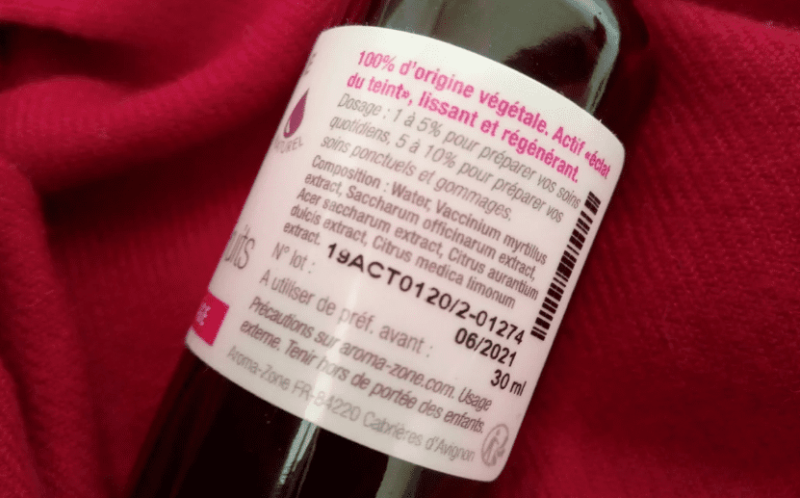 100% d'origine végétale. Actif «éclat
du teint», lissant et régénérant.
Dosage : 1 à 5% pour préparer vos soins
quotidiens, 5 à 10% pour préparer vos
soins ponctuels et gommages.
Composition : Water, Vaccinium myrtillus
extract, Saccharum officinarum extract,
Acer saccharum extract, Citrus aurantium
dulcis extract, Citrus medica limonum
extract.
N° lot : 19ACT0120/2-01274
A utiliser de préf. avant : 06/2021
30 ml
Précautions sur aroma-zone.com. Usage
externe. Tenir hors de portée des enfants.
Aroma-Zone FR-84220 Cabrières d'Avignon